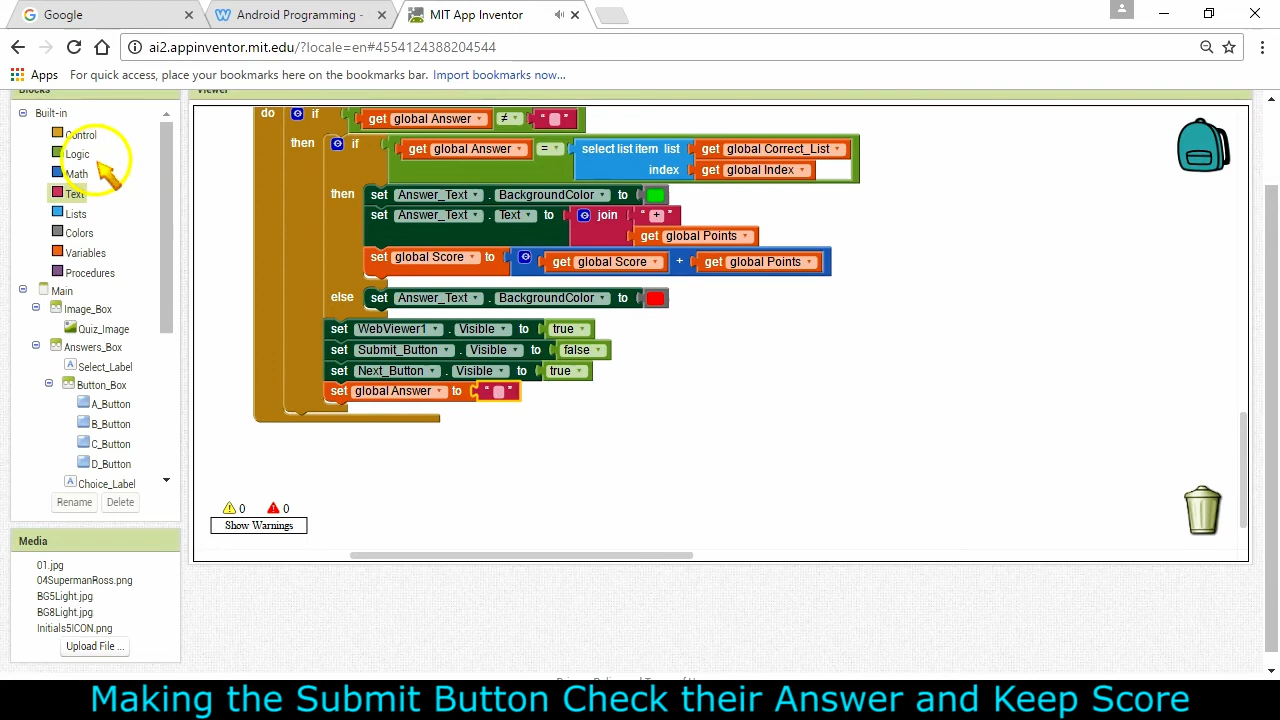 Google
Android Programming -
MIT App Inventor
ai2.appinventor.mit.edu/?locale=en#4554124388204544
Apps For quick access, place your bookmarks here on the bookmarks bar. Import bookmarks now...
Blocks
Viewer
Built-in
Control
Logic
Math
Text
Lists
Colors
Variables
Procedures
Main
Image_Box
Quiz_Image
Answers_Box
Select_Label
Button_Box
A_Button
B_Button
C_Button
D_Button
Choice_Label
Rename Delete
Media
01.jpg
04SupermanRoss.png
BG5Light.jpg
BG8Light.jpg
Initials5ICON.png
Upload File ...
do if get global Answer ≠ “ ”
then if get global Answer = select list item list get global Correct_List
index get global Index
then set Answer_Text . BackgroundColor to
set Answer_Text . Text to join “ + ”
get global Points
set global Score to get global Score + get global Points
else set Answer_Text . BackgroundColor to
set WebViewer1 . Visible to true
set Submit_Button . Visible to false
set Next_Button . Visible to true
set global Answer to “ ”
0 0
Show Warnings
Making the Submit Button Check their Answer and Keep Score